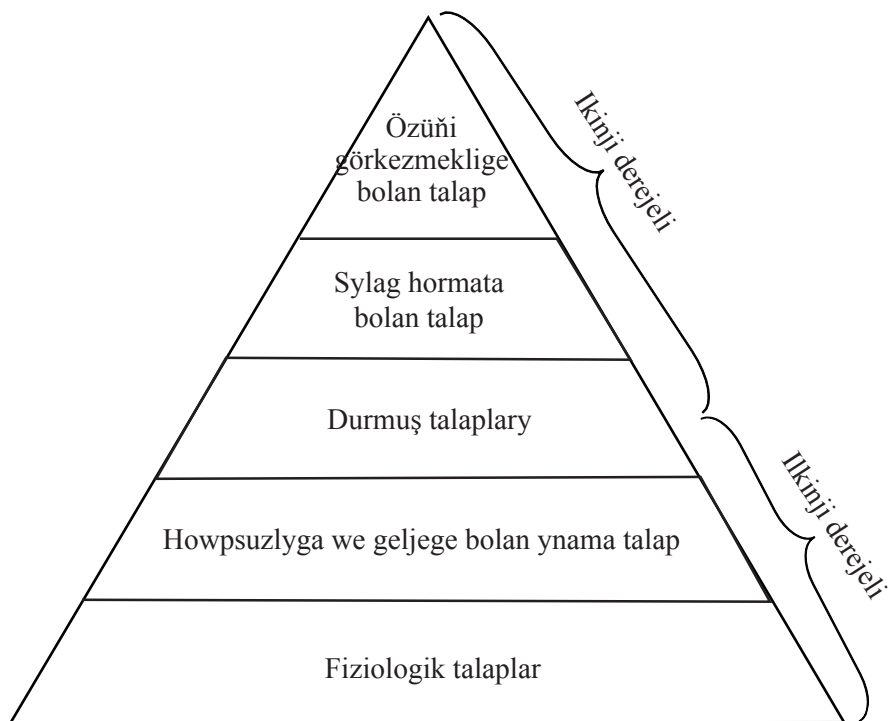 Özüňi
görkezmeklige
bolan talap
Ikinji derejeli
Sylag hormata
bolan talap
Durmuş talaplary
Ilkinji derejeli
Howpsuzlyga we geljege bolan ynama talap
Fiziologik talaplar